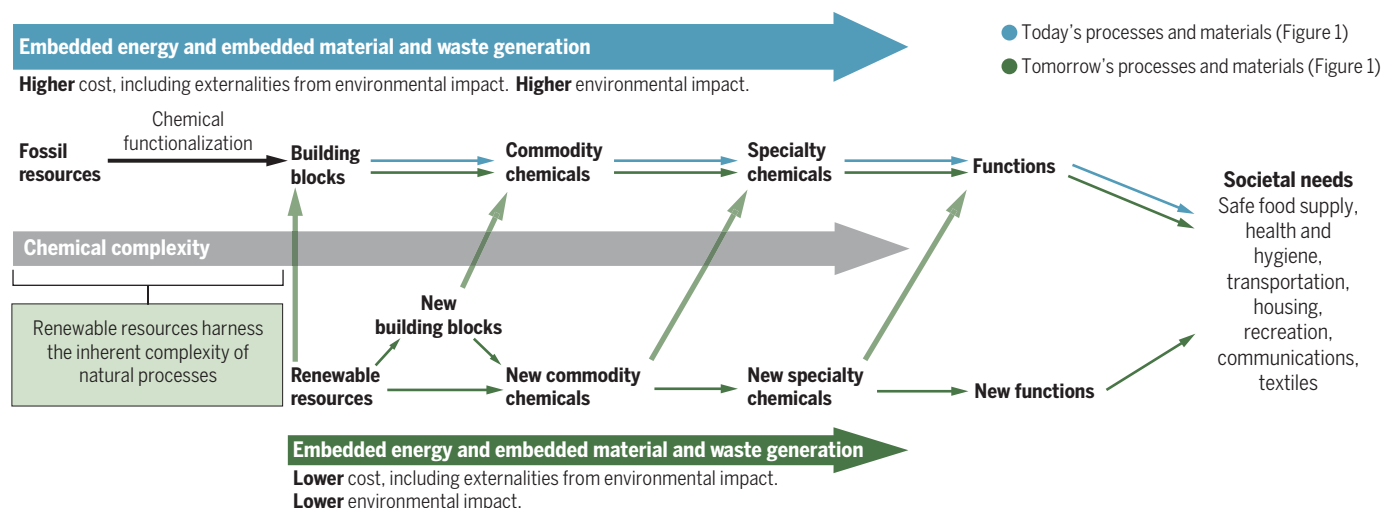 Embedded energy and embedded material and waste generation
Higher cost, including externalities from environmental impact. Higher environmental impact.
Today's processes and materials (Figure 1)
Tomorrow's processes and materials (Figure 1)
Fossil
resources
Chemical
functionalization
Building
blocks
Commodity
chemicals
Specialty
chemicals
Functions
Societal needs
Safe food supply,
health and
hygiene,
transportation,
housing,
recreation,
communications,
textiles
Chemical complexity
Renewable resources harness
the inherent complexity of
natural processes
New
building blocks
Renewable
resources
New commodity
chemicals
New specialty
chemicals
New functions
Embedded energy and embedded material and waste generation
Lower cost, including externalities from environmental impact.
Lower environmental impact.